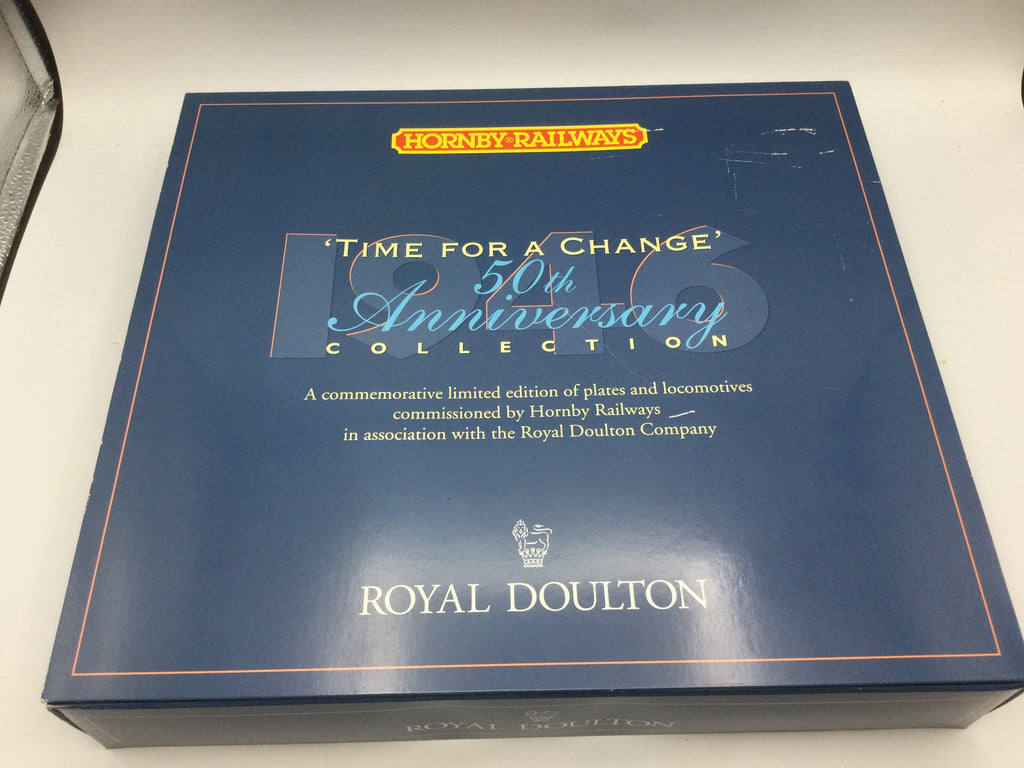 HORNBY® RAILWAYS
1946
'TIME FOR A CHANGE'
50th
Anniversary
COLLECTION
A commemorative limited edition of plates and locomotives
commissioned by Hornby Railways
in association with the Royal Doulton Company
ROYAL DOULTON
ROYAL DOULTON